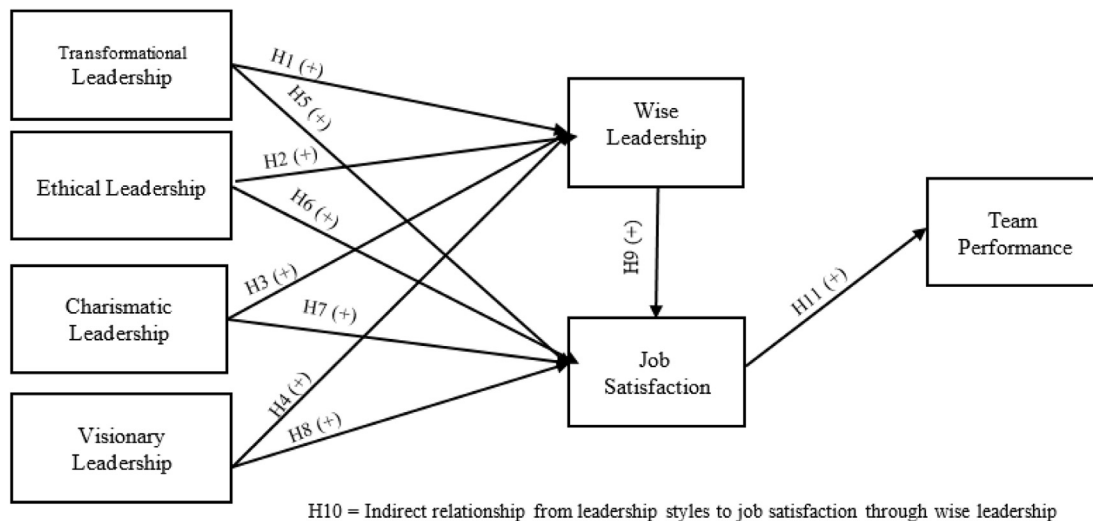 Transformational
Leadership
Ethical Leadership
Charismatic
Leadership
Visionary
Leadership
H1 (+)
H5 (+)
H2 (+)
H6 (+)
H3 (+)
H7 (+)
H4 (+)
H8 (+)
Wise
Leadership
H9 (+)
Job
Satisfaction
H11 (+)
Team
Performance
H10 = Indirect relationship from leadership styles to job satisfaction through wise leadership